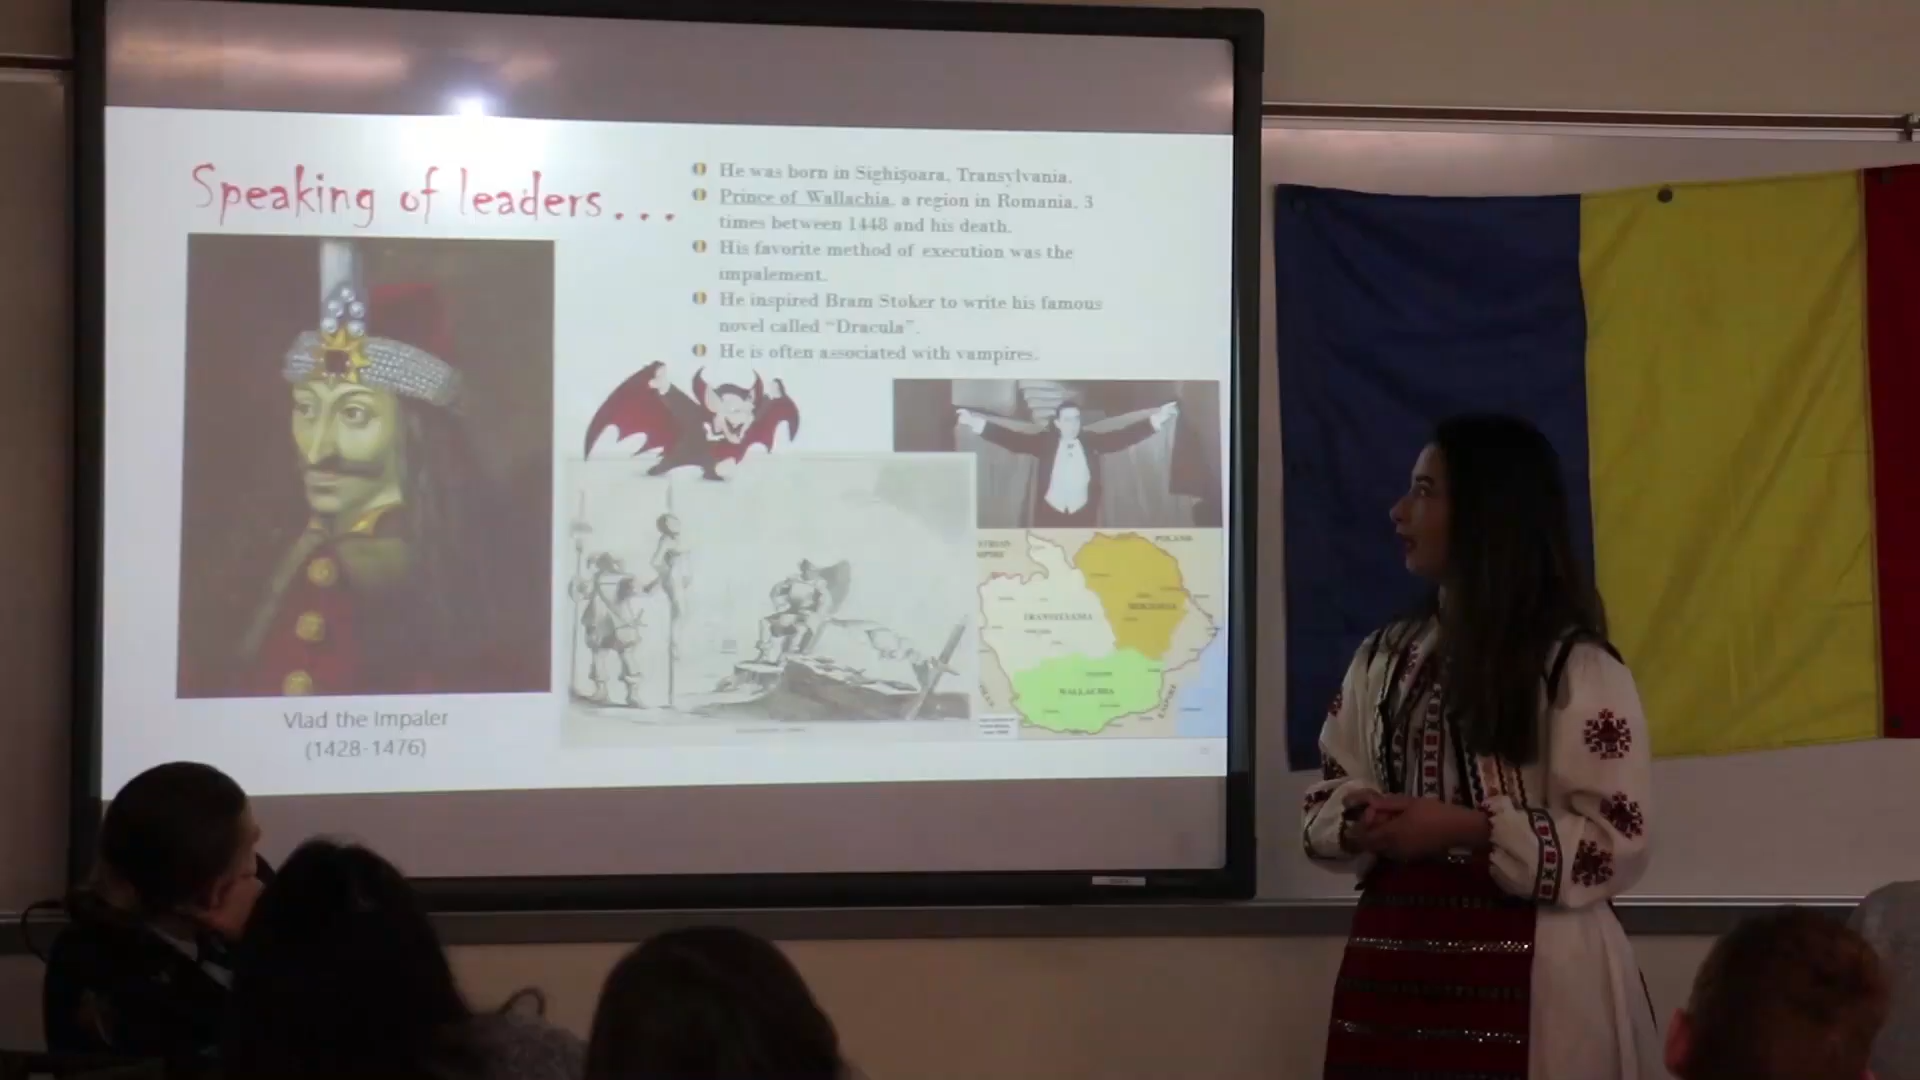 Speaking of leaders...
He was born in Sighişoara, Transylvania.
Prince of Wallachia, a region in Romania, 3
times between 1448 and his death.
His favorite method of execution was the
impalement.
He inspired Bram Stoker to write his famous
novel called “Dracula”.
He is often associated with vampires.
POLAND
TRANSYLVANIA
MOLDAVIA
WALLACHIA
EMPIRE
Vlad the Impaler
(1428-1476)